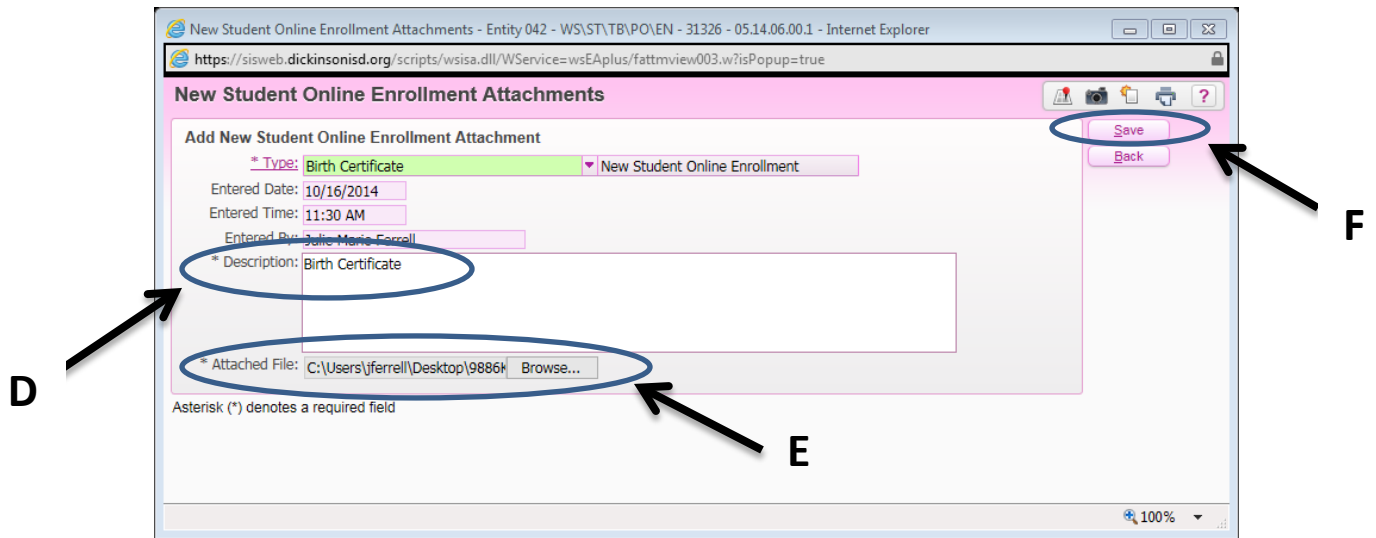 New Student Online Enrollment Attachments - Entity 042 - WS\ST\TB\PO\EN - 31326 - 05.14.06.00.1 - Internet Explorer
https://sisweb.dickinsonisd.org/scripts/wsisa.dll/WService=wsEAplus/fattmview003.w?isPopup=true
New Student Online Enrollment Attachments
?
Add New Student Online Enrollment Attachment
Save
* Type: Birth Certificate New Student Online Enrollment
Back
Entered Date: 10/16/2014
Entered Time: 11:30 AM
F
Entered By: Julie Marie Ferrell
* Description: Birth Certificate
* Attached File: C:\Users\jferrell\Desktop\9886 Browse...
D
Asterisk (*) denotes a required field
E
100%